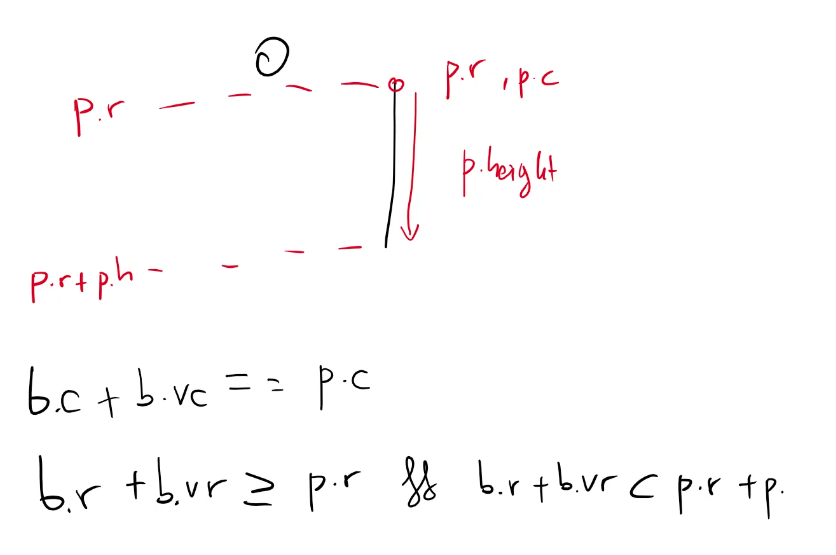 p.r , p.c
p.r
p.height
p.r + p.h
b.c + b.vc == p.c
b.r + b.vr ≥ p.r && b.r + b.vr < p.r + p.